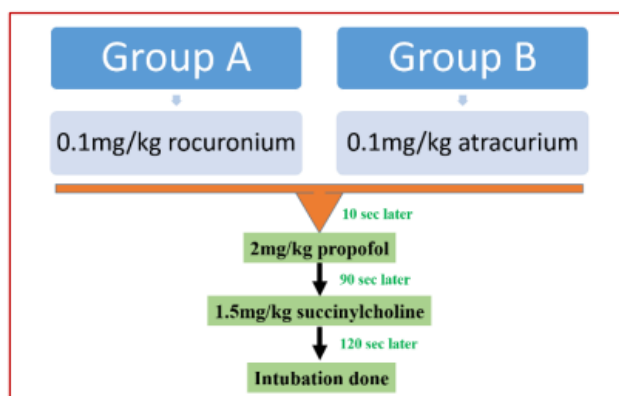 Group A
Group B
0.1mg/kg rocuronium
0.1mg/kg atracurium
10 sec later
2mg/kg propofol
90 sec later
1.5mg/kg succinylcholine
120 sec later
Intubation done